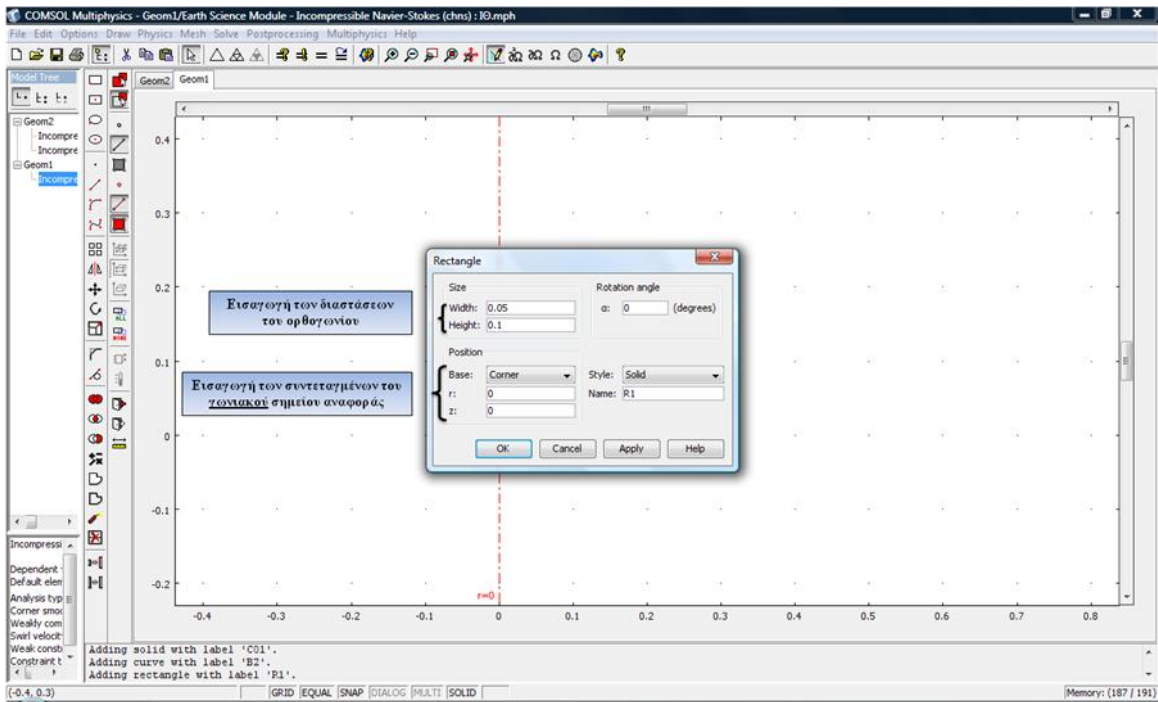 COMSOL Multiphysics - Geom1/Earth Science Module - Incompressible Navier-Stokes (chns) : ΙΘ.mph
File Edit Options Draw Physics Mesh Solve Postprocessing Multiphysics Help
Model Tree
Geom2 Geom1
Geom2
Incompre
Incompre
Geom1
Incompre
0.4
0.3
0.2
0.1
0
-0.1
-0.2
Εισαγωγή των διαστάσεων
του ορθογωνίου
Εισαγωγή των συντεταγμένων του
γωνιακού σημείου αναφοράς
Rectangle
Size
Width: 0.05
Height: 0.1
Rotation angle
α: 0 (degrees)
Position
Base: Corner
r: 0
z: 0
Style: Solid
Name: R1
OK Cancel Apply Help
r=0
-0.4 -0.3 -0.2 -0.1 0 0.1 0.2 0.3 0.4 0.5 0.6 0.7 0.8
Incompressi
Dependent
Default elen
Analysis typ
Corner smoc
Weakly com
Swirl velocit
Weak consti
Constraint t
Adding solid with label 'CO1'.
Adding curve with label 'B2'.
Adding rectangle with label 'R1'.
(-0.4, 0.3)
GRID EQUAL SNAP DIALOG MULTI SOLID
Memory: (187 / 191)